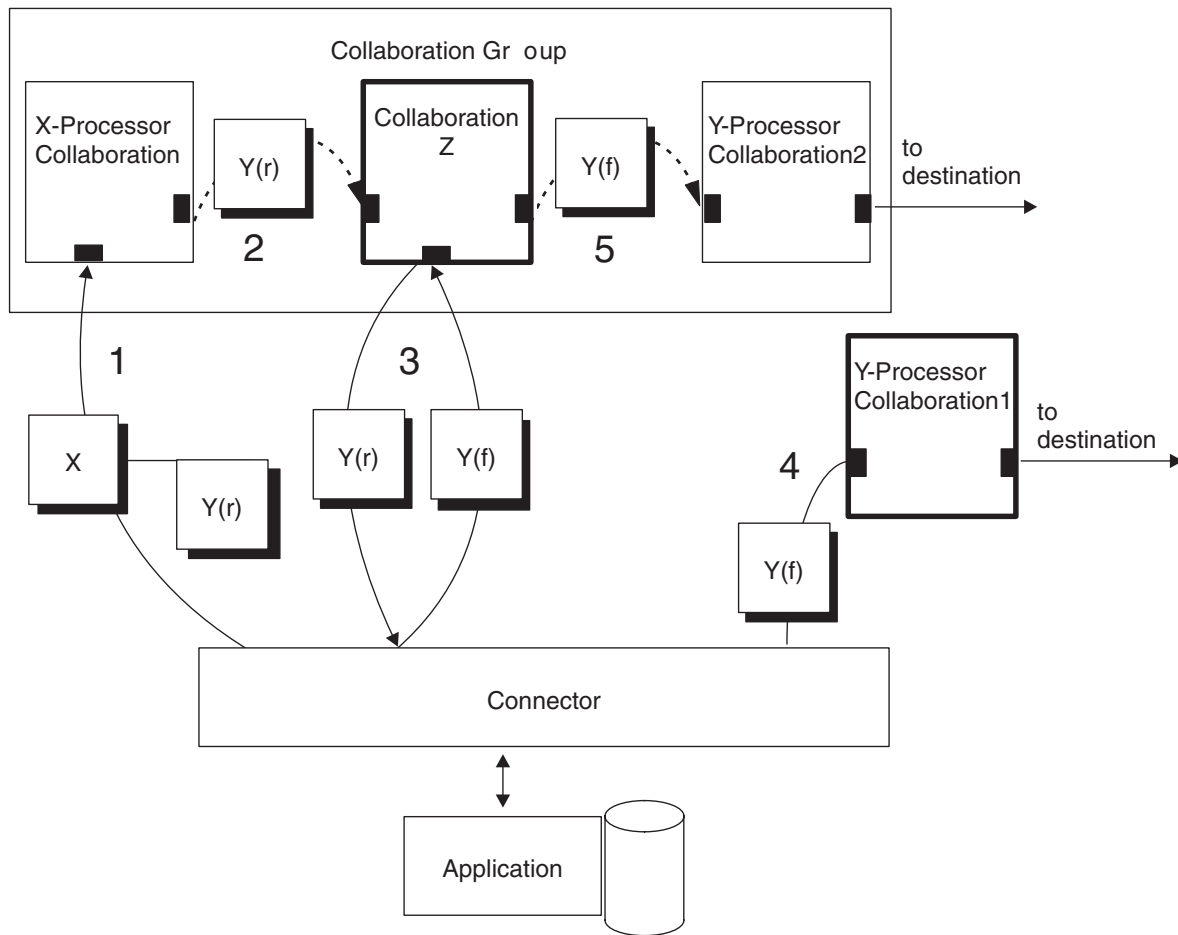 Collaboration Gr oup
X-Processor
Collaboration
Y(r)
2
Collaboration
Z
Y(f)
5
Y-Processor
Collaboration2
to
destination
1
X
Y(r)
3
Y(r)
Y(f)
4
Y(f)
Y-Processor
Collaboration1
to
destination
Connector
Application